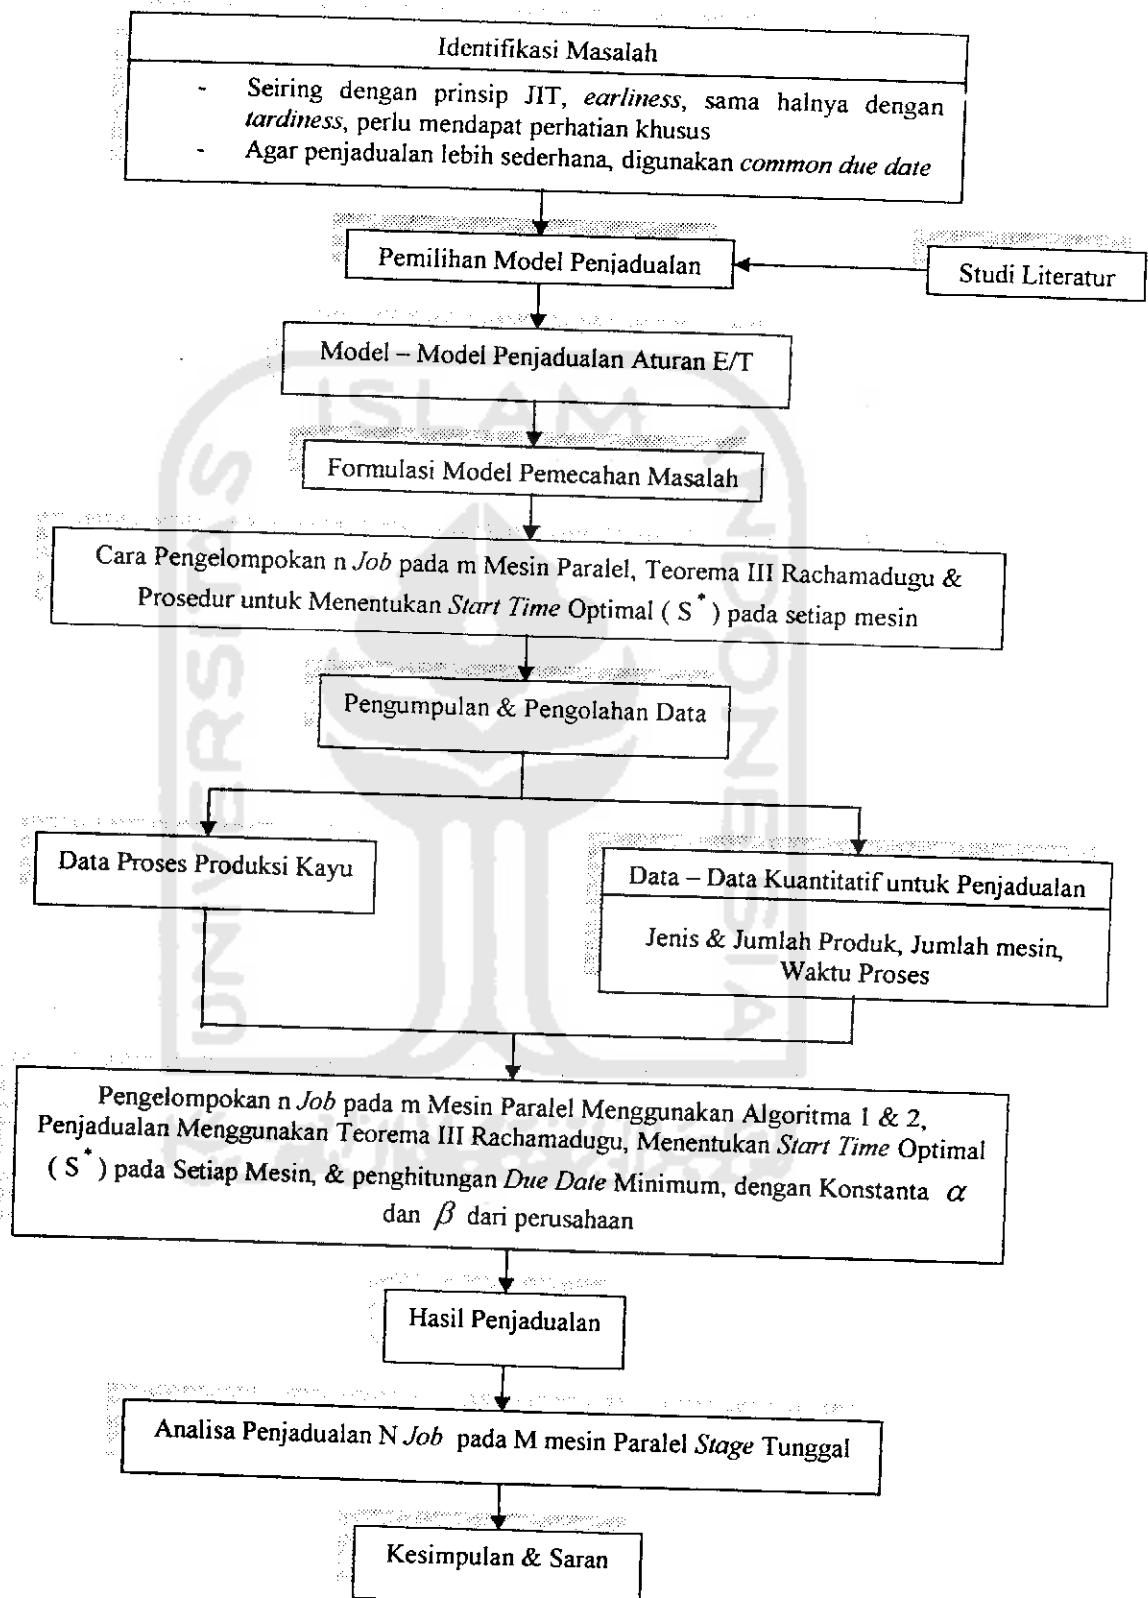 Identifikasi Masalah
- Seiring dengan prinsip JIT, earliness, sama halnya dengan
tardiness, perlu mendapat perhatian khusus
- Agar penjadualan lebih sederhana, digunakan common due date
Pemilihan Model Penjadualan
Studi Literatur
Model – Model Penjadualan Aturan E/T
Formulasi Model Pemecahan Masalah
Cara Pengelompokan n Job pada m Mesin Paralel, Teorema III Rachamadugu &
Prosedur untuk Menentukan Start Time Optimal ( S* ) pada setiap mesin
Pengumpulan & Pengolahan Data
Data Proses Produksi Kayu
Data – Data Kuantitatif untuk Penjadualan
Jenis & Jumlah Produk, Jumlah mesin,
Waktu Proses
Pengelompokan n Job pada m Mesin Paralel Menggunakan Algoritma 1 & 2,
Penjadualan Menggunakan Teorema III Rachamadugu, Menentukan Start Time Optimal
( S* ) pada Setiap Mesin, & penghitungan Due Date Minimum, dengan Konstanta α
dan β dari perusahaan
Hasil Penjadualan
Analisa Penjadualan N Job pada M mesin Paralel Stage Tunggal
Kesimpulan & Saran
UNIVERSITAS
ISLAM
INDONESIA